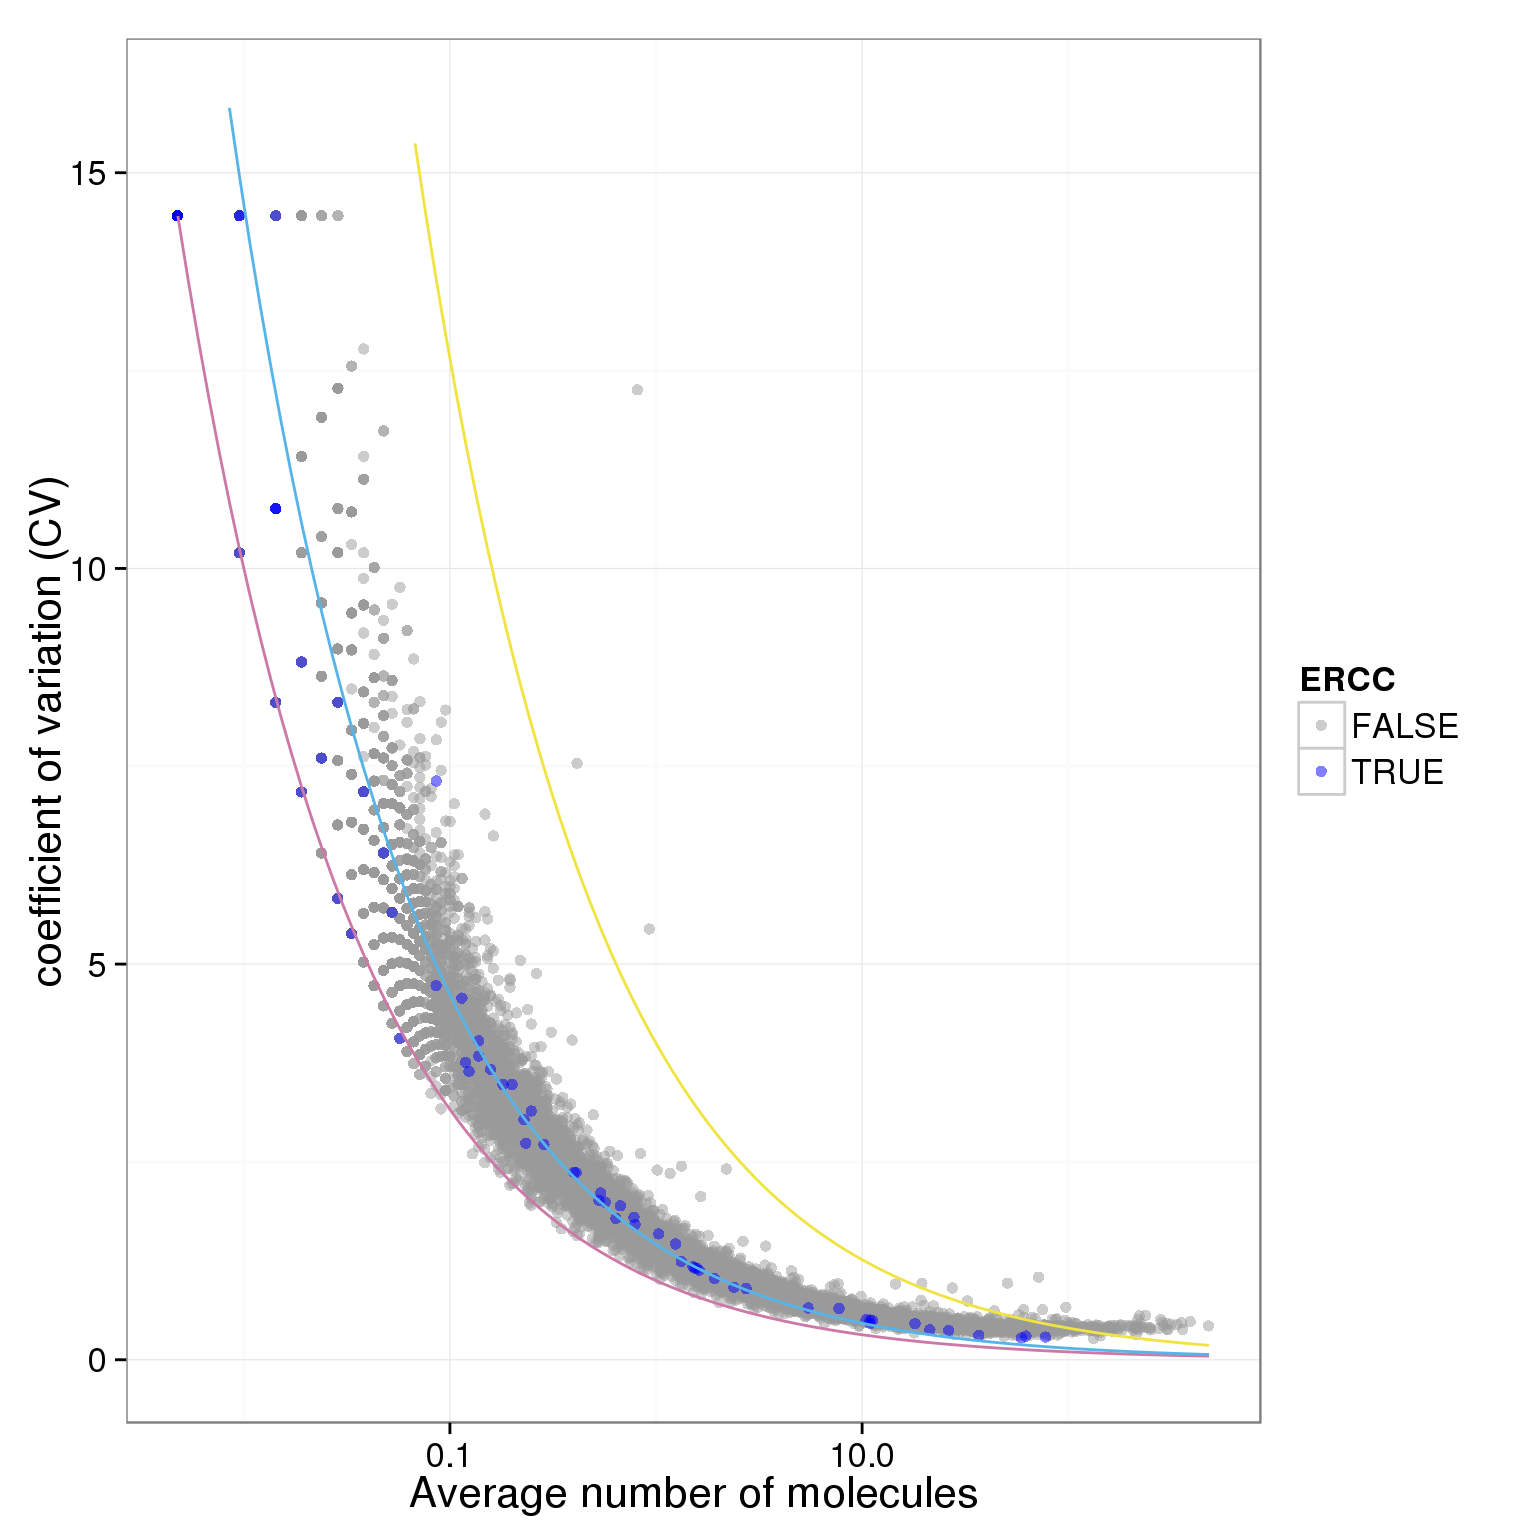 15
10
5
0
coefficient of variation (CV)
0.1
10.0
Average number of molecules
ERCC
FALSE
TRUE